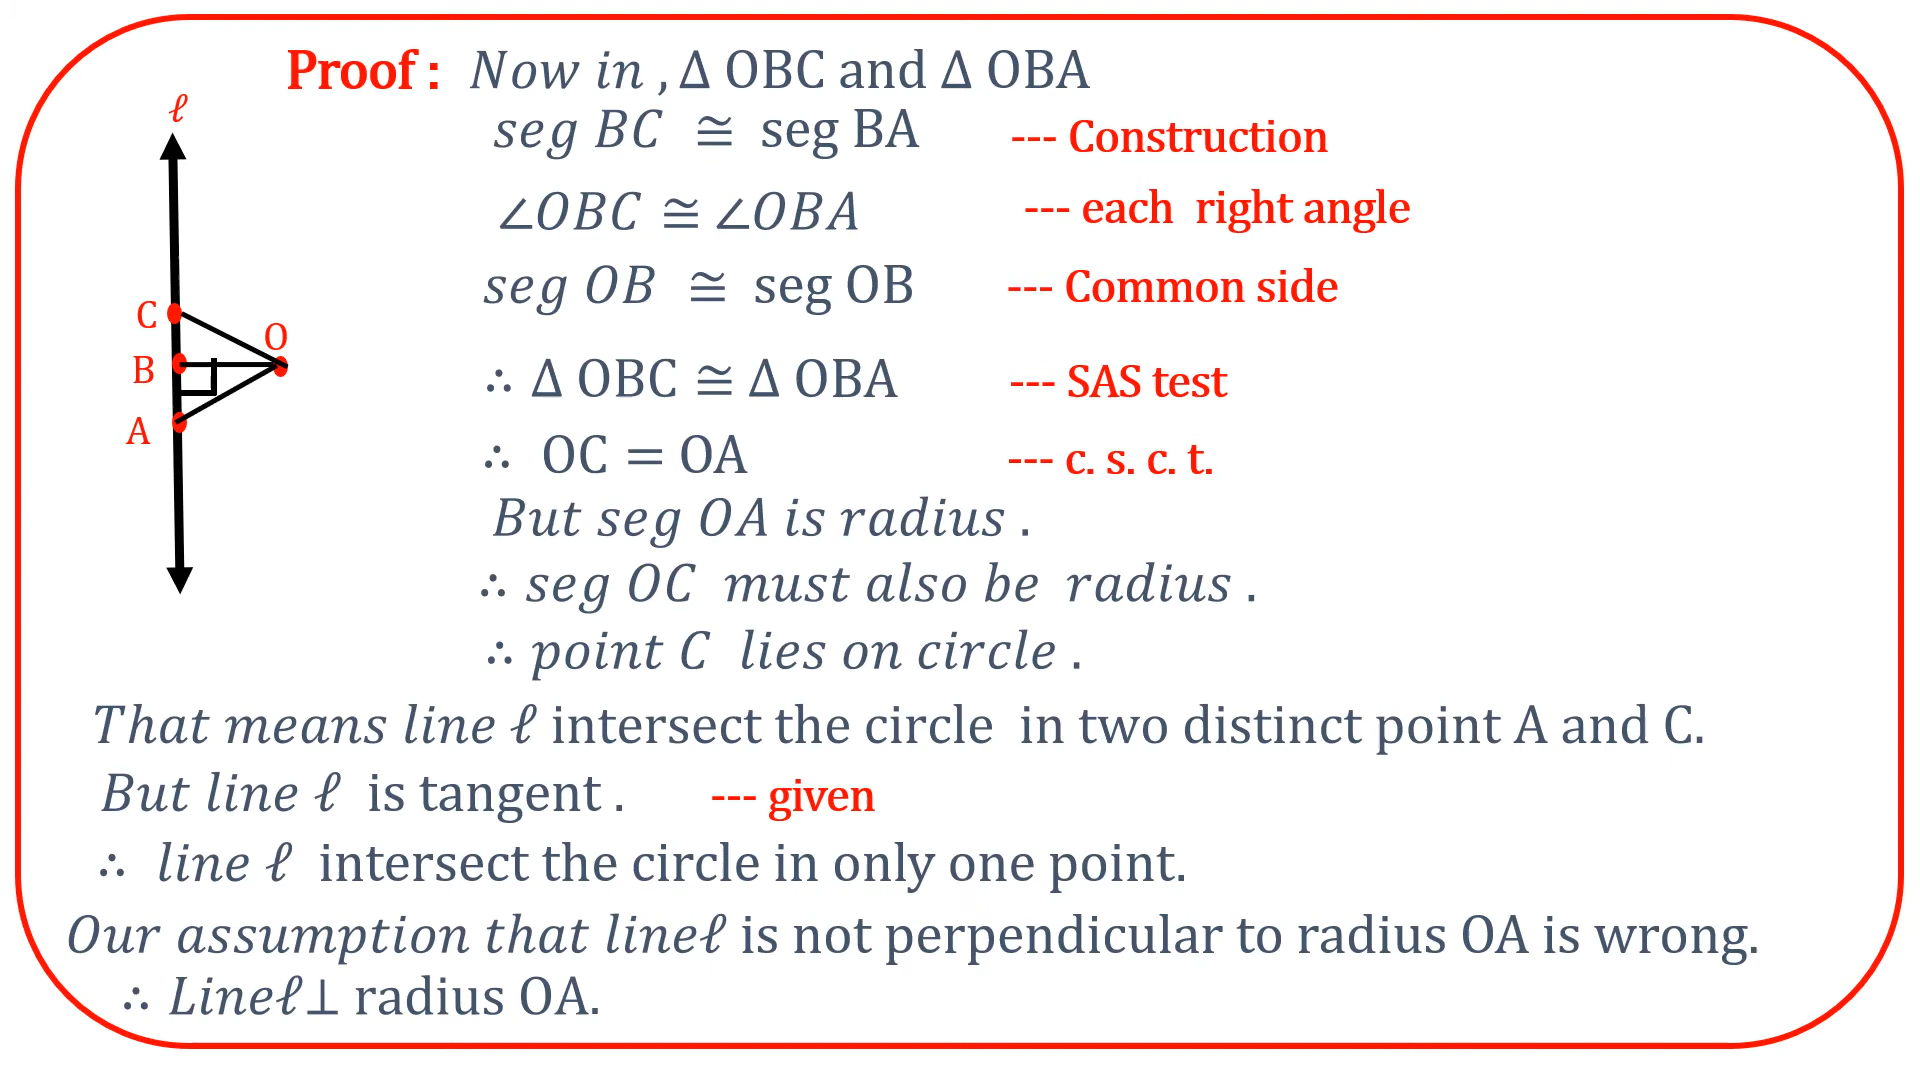 Proof : Now in , Δ OBC and Δ OBA
seg BC ≅ seg BA --- Construction
∠OBC ≅ ∠OBA --- each right angle
seg OB ≅ seg OB --- Common side
∴ Δ OBC ≅ Δ OBA --- SAS test
∴ OC = OA --- c. s. c. t.
But seg OA is radius .
∴ seg OC must also be radius .
∴ point C lies on circle .
ℓ
C
O
B
A
That means line ℓ intersect the circle in two distinct point A and C.
But line ℓ is tangent . --- given
∴ line ℓ intersect the circle in only one point.
Our assumption that lineℓ is not perpendicular to radius OA is wrong.
∴ Lineℓ⊥ radius OA.